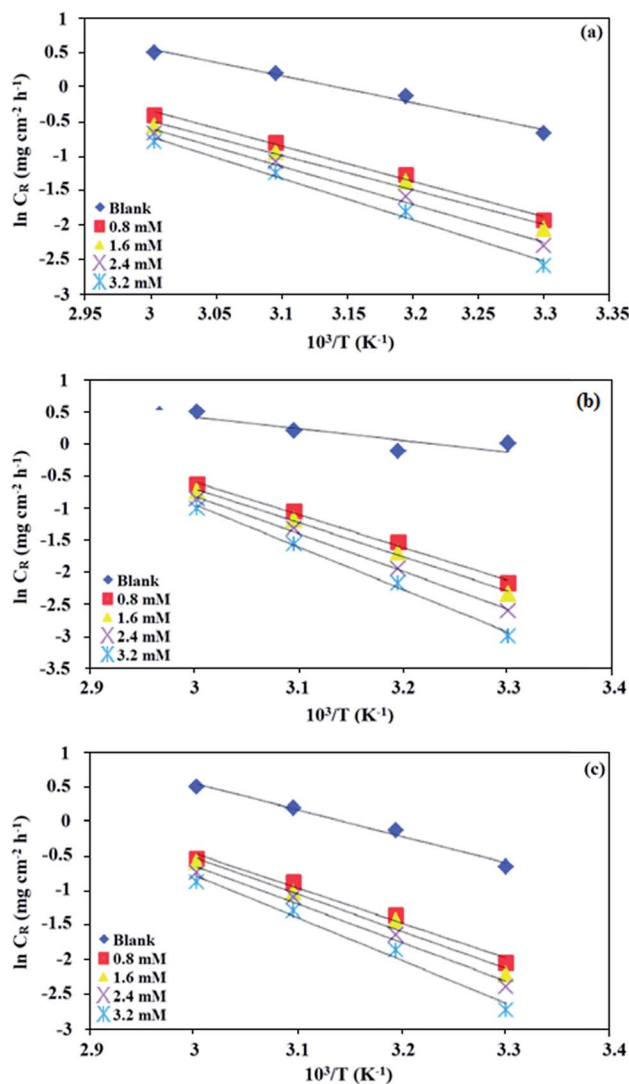 (a)
1
0.5
0
-0.5
-1
-1.5
-2
-2.5
-3
ln C_R (mg cm⁻² h⁻¹)
Blank
0.8 mM
1.6 mM
2.4 mM
3.2 mM
2.95 3 3.05 3.1 3.15 3.2 3.25 3.3 3.35
10³/T (K⁻¹)
(b)
1
0.5
0
-0.5
-1
-1.5
-2
-2.5
-3
-3.5
ln C_R (mg cm⁻² h⁻¹)
Blank
0.8 mM
1.6 mM
2.4 mM
3.2 mM
2.9 3 3.1 3.2 3.3 3.4
10³/T (K⁻¹)
(c)
1
0.5
0
-0.5
-1
-1.5
-2
-2.5
-3
ln C_R (mg cm⁻² h⁻¹)
Blank
0.8 mM
1.6 mM
2.4 mM
3.2 mM
2.9 3 3.1 3.2 3.3 3.4
10³/T (K⁻¹)